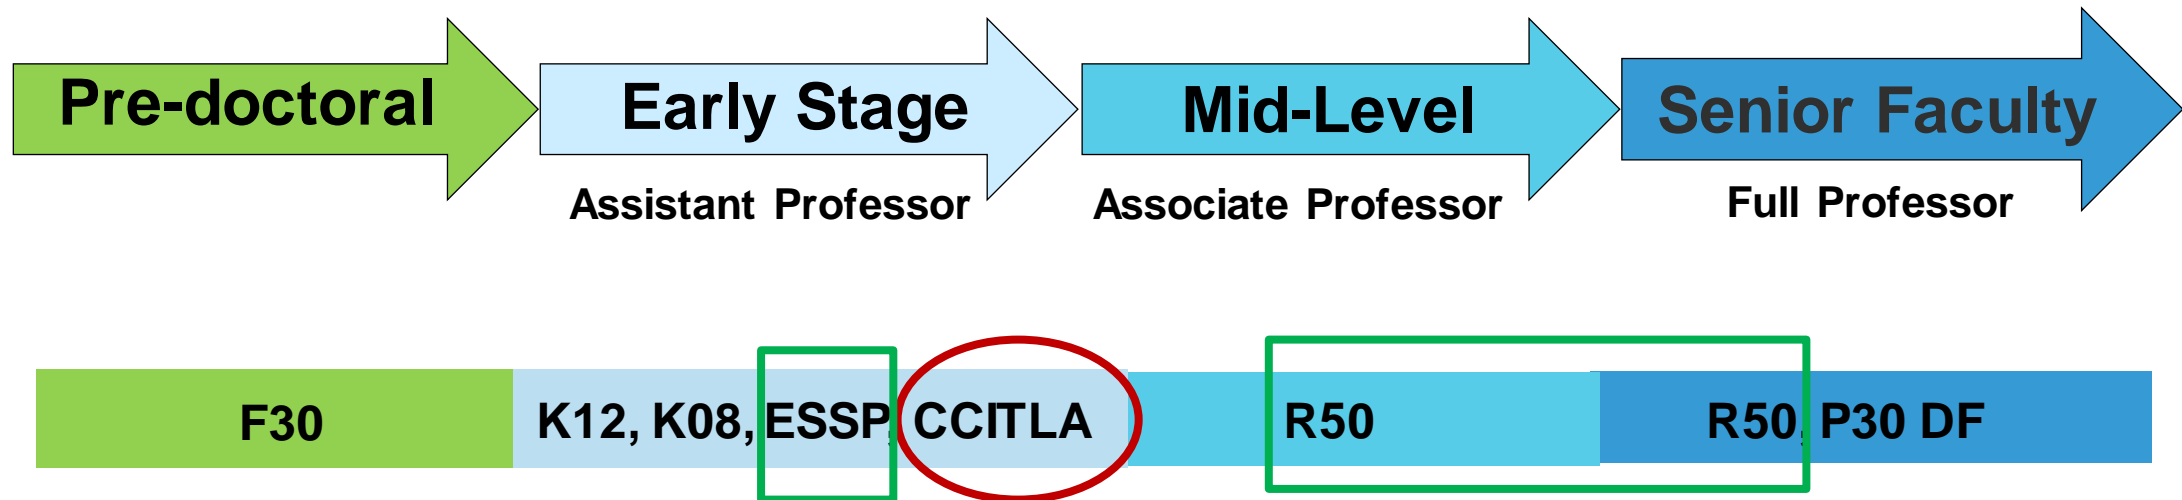 Pre-doctoral
Early Stage
Mid-Level
Senior Faculty
Assistant Professor
Associate Professor
Full Professor
F30
K12, K08, ESSP, CCITLA
R50
R50, P30 DF